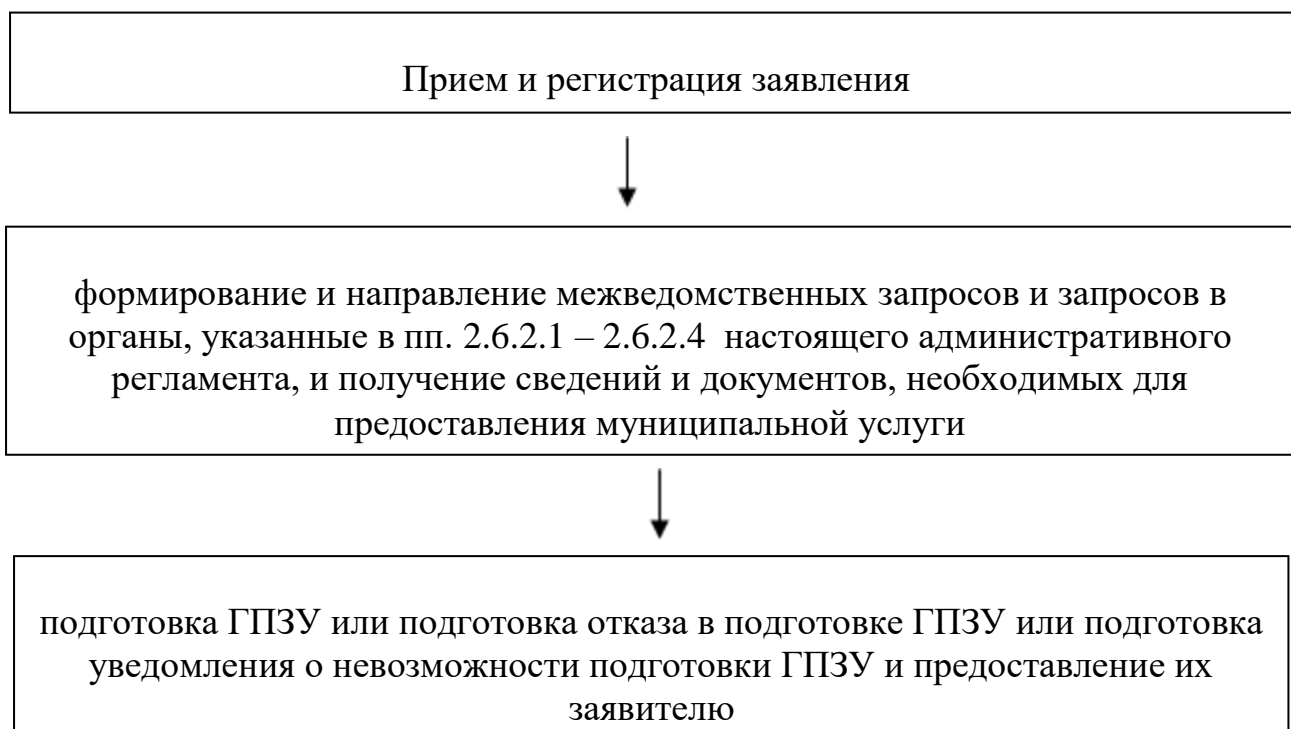 Прием и регистрация заявления
формирование и направление межведомственных запросов и запросов в
органы, указанные в пп. 2.6.2.1 – 2.6.2.4 настоящего административного
регламента, и получение сведений и документов, необходимых для
предоставления муниципальной услуги
подготовка ГПЗУ или подготовка отказа в подготовке ГПЗУ или подготовка
уведомления о невозможности подготовки ГПЗУ и предоставление их
заявителю